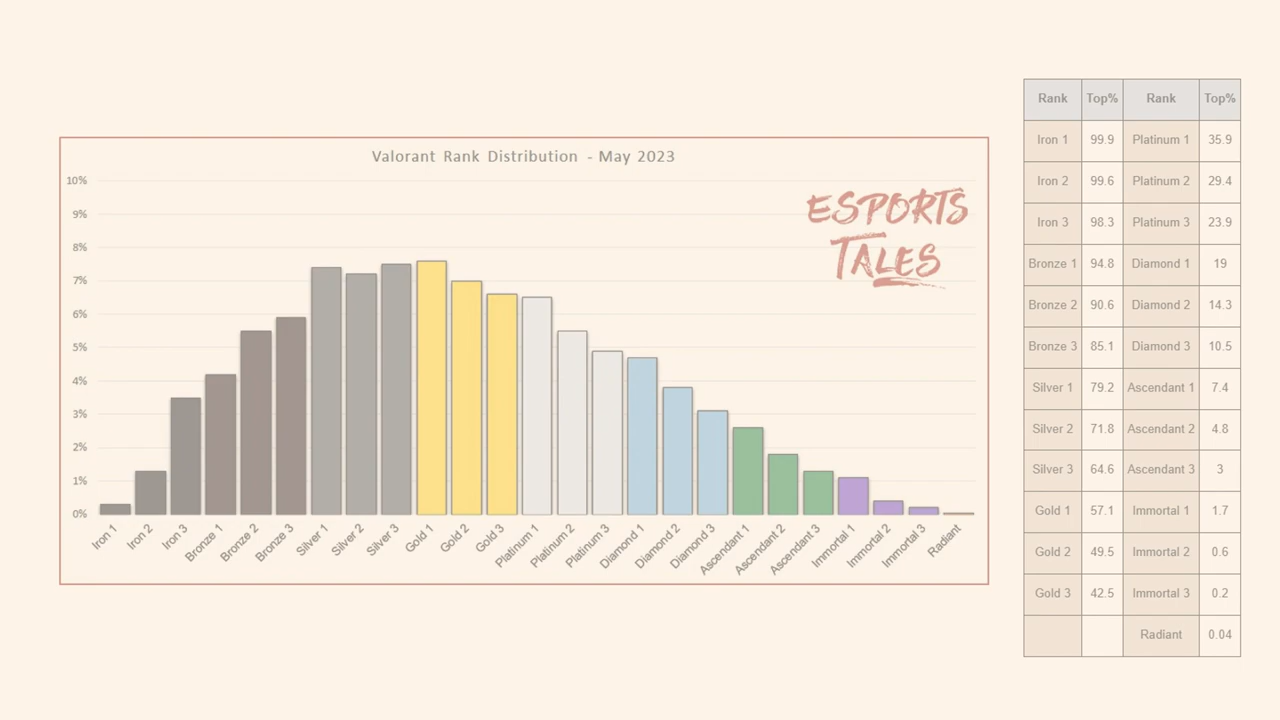 Valorant Rank Distribution - May 2023
ESPORTS
TALES
10%
9%
8%
7%
6%
5%
4%
3%
2%
1%
0%
Iron 1
Iron 2
Iron 3
Bronze 1
Bronze 2
Bronze 3
Silver 1
Silver 2
Silver 3
Gold 1
Gold 2
Gold 3
Platinum 1
Platinum 2
Platinum 3
Diamond 1
Diamond 2
Diamond 3
Ascendant 1
Ascendant 2
Ascendant 3
Immortal 1
Immortal 2
Immortal 3
Radiant
Rank Top% Rank Top%
Iron 1 99.9 Platinum 1 35.9
Iron 2 99.6 Platinum 2 29.4
Iron 3 98.3 Platinum 3 23.9
Bronze 1 94.8 Diamond 1 19
Bronze 2 90.6 Diamond 2 14.3
Bronze 3 85.1 Diamond 3 10.5
Silver 1 79.2 Ascendant 1 7.4
Silver 2 71.8 Ascendant 2 4.8
Silver 3 64.6 Ascendant 3 3
Gold 1 57.1 Immortal 1 1.7
Gold 2 49.5 Immortal 2 0.6
Gold 3 42.5 Immortal 3 0.2
Radiant 0.04